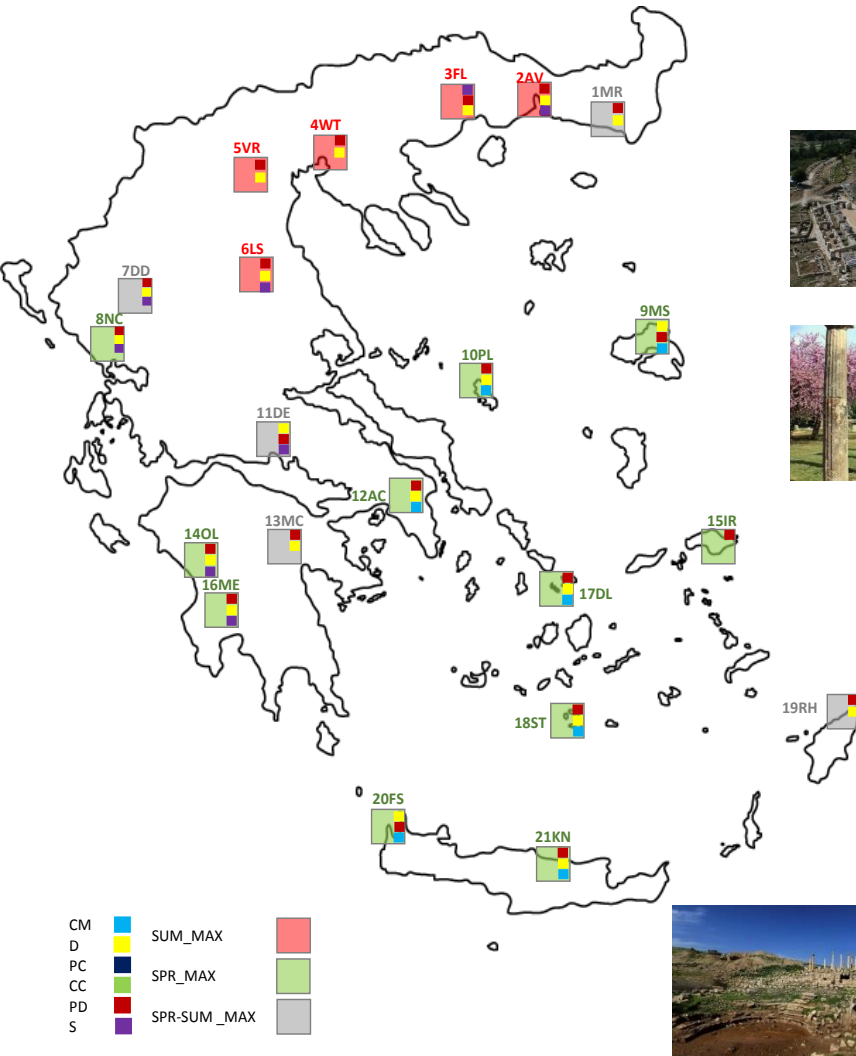 3FL
2AV
1MR
4WT
5VR
6LS
7DD
8NC
9MS
10PL
11DE
12AC
13MC
14OL
15IR
16ME
17DL
18ST
19RH
20FS
21KN
CM
D
PC
CC
PD
S
SUM_MAX
SPR_MAX
SPR-SUM _MAX